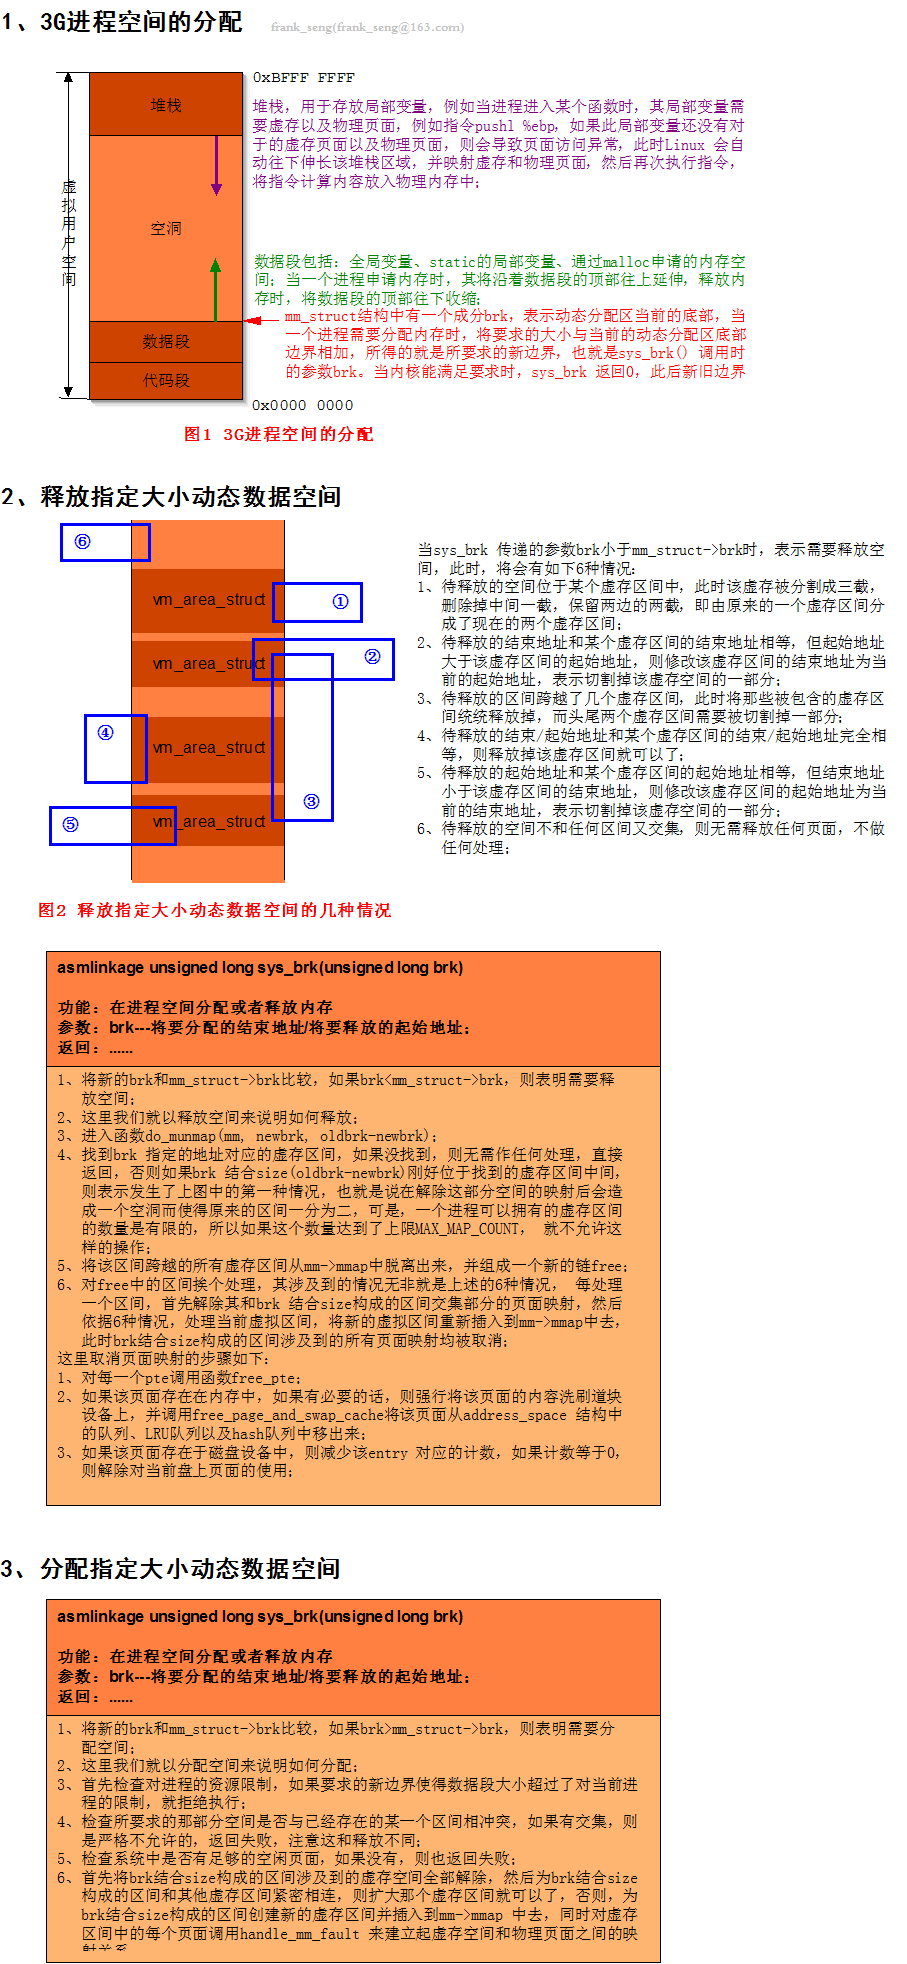 1、3G进程空间的分配
frank_seng(frank_seng@163.com)
0xBFFF FFFF
堆栈
堆栈，用于存放局部变量，例如当进程进入某个函数时，其局部变量需
要虚存以及物理页面，例如指令pushl %ebp，如果此局部变量还没有对
于的虚存页面以及物理页面，则会导致页面访问异常，此时Linux 会自
动往下伸长该堆栈区域，并映射虚存和物理页面，然后再次执行指令，
将指令计算内容放入物理内存中；
虚拟用户空间
空洞
数据段包括：全局变量、static的局部变量、通过malloc申请的内存空
间；当一个进程申请内存时，其将沿着数据段的顶部往上延伸，释放内
存时，将数据段的顶部往下收缩；
mm_struct结构中有一个成分brk，表示动态分配区当前的底部，当
一个进程需要分配内存时，将要求的大小与当前的动态分配区底部
边界相加，所得的就是所要求的新边界，也就是sys_brk() 调用时
的参数brk。当内核能满足要求时，sys_brk 返回0，此后新旧边界
数据段
代码段
0x0000 0000
图1 3G进程空间的分配
2、释放指定大小动态数据空间
⑥
vm_area_struct
①
vm_area_struct
②
④
vm_area_struct
③
⑤
vm_area_struct
当sys_brk 传递的参数brk小于mm_struct->brk时，表示需要释放空
间，此时，将会有如下6种情况：
1、待释放的空间位于某个虚存区间中，此时该虚存被分割成三截，
删除掉中间一截，保留两边的两截，即由原来的一个虚存区间分
成了现在的两个虚存区间；
2、待释放的结束地址和某个虚存区间的结束地址相等，但起始地址
大于该虚存区间的起始地址，则修改该虚存区间的结束地址为当
前的起始地址，表示切割掉该虚存空间的一部分；
3、待释放的区间跨越了几个虚存区间，此时将那些被包含的虚存区
间统统释放掉，而头尾两个虚存区间需要被切割掉一部分；
4、待释放的结束/起始地址和某个虚存区间的结束/起始地址完全相
等，则释放掉该虚存区间就可以了；
5、待释放的起始地址和某个虚存区间的起始地址相等，但结束地址
小于该虚存区间的结束地址，则修改该虚存区间的起始地址为当
前的结束地址，表示切割掉该虚存空间的一部分；
6、待释放的空间不和任何区间又交集，则无需释放任何页面，不做
任何处理；
图2 释放指定大小动态数据空间的几种情况
asmlinkage unsigned long sys_brk(unsigned long brk)
功能：在进程空间分配或者释放内存
参数：brk---将要分配的结束地址/将要释放的起始地址；
返回：......
1、将新的brk和mm_struct->brk比较，如果brk<mm_struct->brk，则表明需要释
放空间；
2、这里我们就以释放空间来说明如何释放；
3、进入函数do_munmap(mm, newbrk, oldbrk-newbrk)；
4、找到brk 指定的地址对应的虚存区间，如果没找到，则无需作任何处理，直接
返回，否则如果brk 结合size(oldbrk-newbrk)刚好位于找到的虚存区间中间，
则表示发生了上图中的第一种情况，也就是说在解除这部分空间的映射后会造
成一个空洞而使得原来的区间一分为二，可是，一个进程可以拥有的虚存区间
的数量是有限的，所以如果这个数量达到了上限MAX_MAP_COUNT， 就不允许这
样的操作；
5、将该区间跨越的所有虚存区间从mm->mmap中脱离出来，并组成一个新的链free；
6、对free中的区间挨个处理，其涉及到的情况无非就是上述的6种情况， 每处理
一个区间，首先解除其和brk 结合size构成的区间交集部分的页面映射，然后
依据6种情况，处理当前虚拟区间，将新的虚拟区间重新插入到mm->mmap中去，
此时brk结合size构成的区间涉及到的所有页面映射均被取消；
这里取消页面映射的步骤如下：
1、对每一个pte调用函数free_pte；
2、如果该页面存在在内存中，如果有必要的话，则强行将该页面的内容洗刷道块
设备上，并调用free_page_and_swap_cache将该页面从address_space 结构中
的队列、LRU队列以及hash队列中移出来；
3、如果该页面存在于磁盘设备中，则减少该entry 对应的计数，如果计数等于0，
则解除对当前盘上页面的使用；
3、分配指定大小动态数据空间
asmlinkage unsigned long sys_brk(unsigned long brk)
功能：在进程空间分配或者释放内存
参数：brk---将要分配的结束地址/将要释放的起始地址；
返回：......
1、将新的brk和mm_struct->brk比较，如果brk>mm_struct->brk，则表明需要分
配空间；
2、这里我们就以分配空间来说明如何分配；
3、首先检查对进程的资源限制，如果要求的新边界使得数据段大小超过了对当前进
程的限制，就拒绝执行；
4、检查所要求的那部分空间是否与已经存在的某一个区间相冲突，如果有交集，则
是严格不允许的，返回失败，注意这和释放不同；
5、检查系统中是否有足够的空闲页面，如果没有，则也返回失败；
6、首先将brk结合size构成的区间涉及到的虚存空间全部解除，然后为brk结合size
构成的区间和其他虚存区间紧密相连，则扩大那个虚存区间就可以了，否则，为
brk结合size构成的区间创建新的虚存区间并插入到mm->mmap 中去，同时对虚存
区间中的每个页面调用handle_mm_fault 来建立起虚存空间和物理页面之间的映
射关系